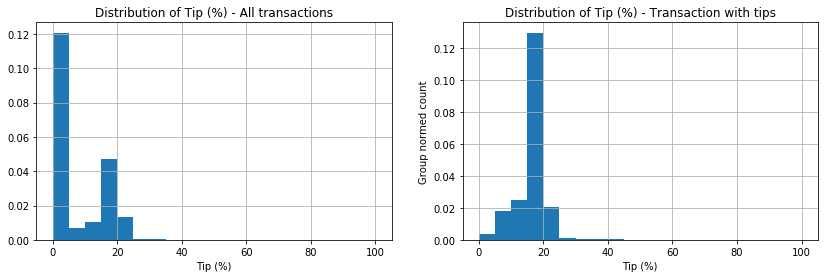 Distribution of Tip (%) - All transactions
0.12
0.10
0.08
0.06
0.04
0.02
0.00
0 20 40 60 80 100
Tip (%)
Distribution of Tip (%) - Transaction with tips
Group normed count
0.12
0.10
0.08
0.06
0.04
0.02
0.00
0 20 40 60 80 100
Tip (%)